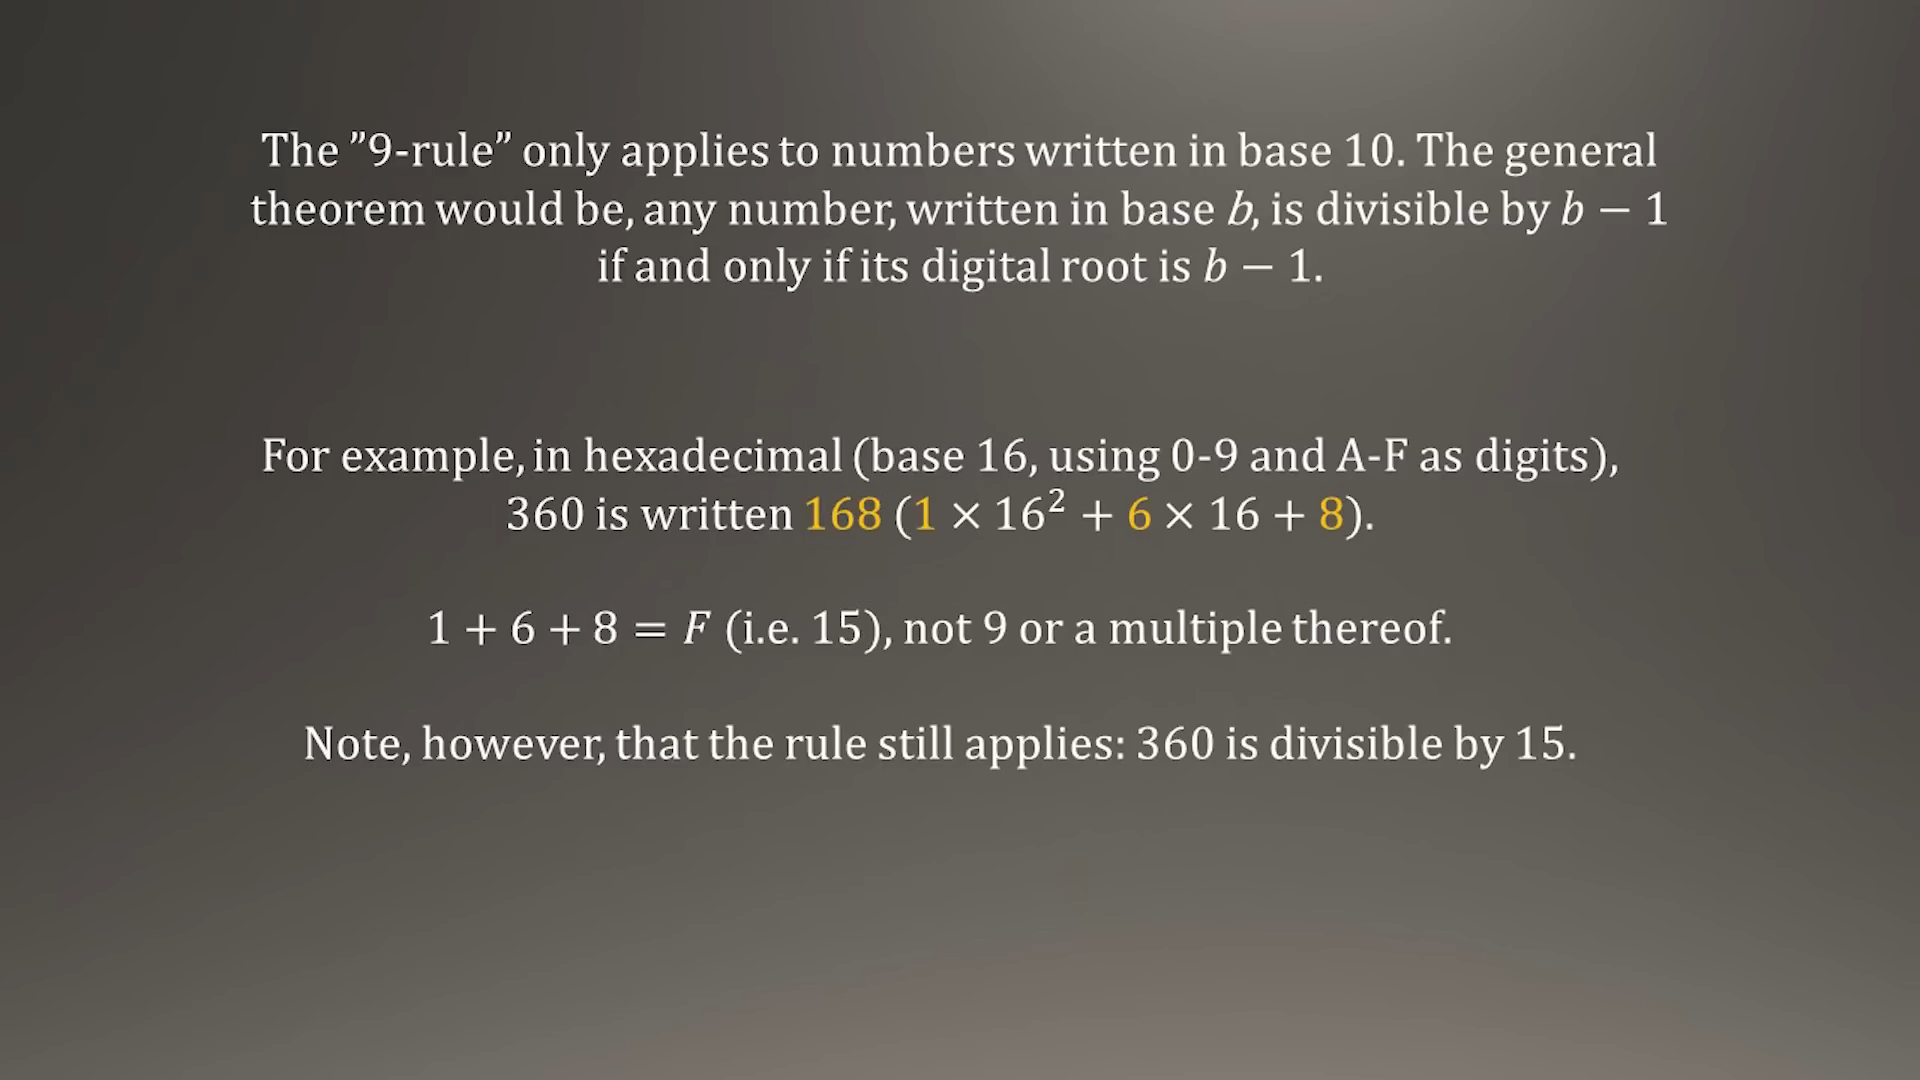 The ”9-rule” only applies to numbers written in base 10. The general
theorem would be, any number, written in base b, is divisible by b − 1
if and only if its digital root is b − 1.
For example, in hexadecimal (base 16, using 0-9 and A-F as digits),
360 is written 168 (1 × 16² + 6 × 16 + 8).
1 + 6 + 8 = F (i.e. 15), not 9 or a multiple thereof.
Note, however, that the rule still applies: 360 is divisible by 15.